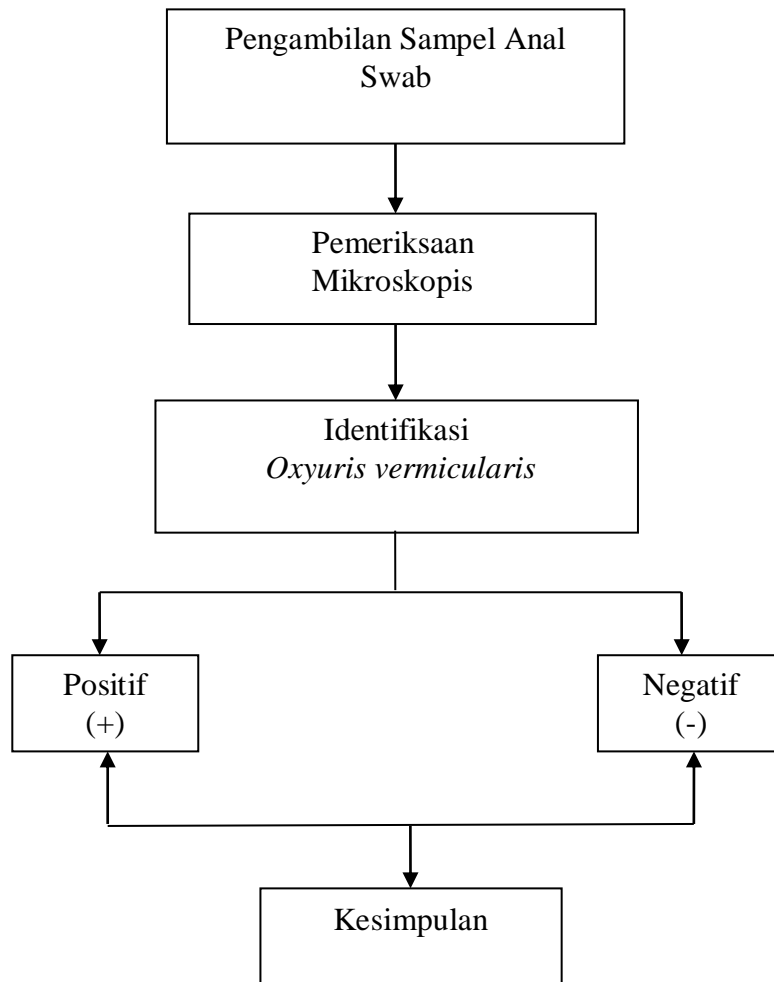 Pengambilan Sampel Anal
Swab
Pemeriksaan
Mikroskopis
Identifikasi
Oxyuris vermicularis
Positif
(+)
Negatif
(-)
Kesimpulan